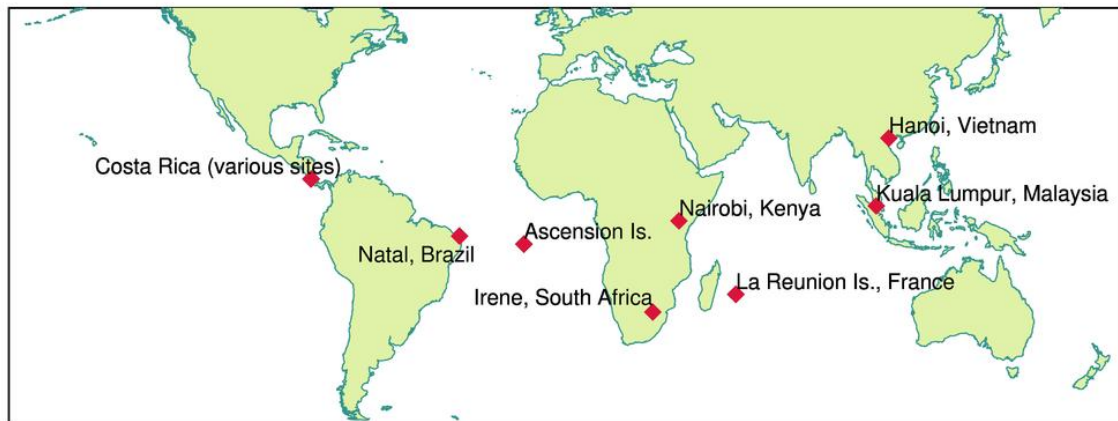 Hanoi, Vietnam
Costa Rica (various sites)
Kuala Lumpur, Malaysia
Nairobi, Kenya
Ascension Is.
Natal, Brazil
La Reunion Is., France
Irene, South Africa